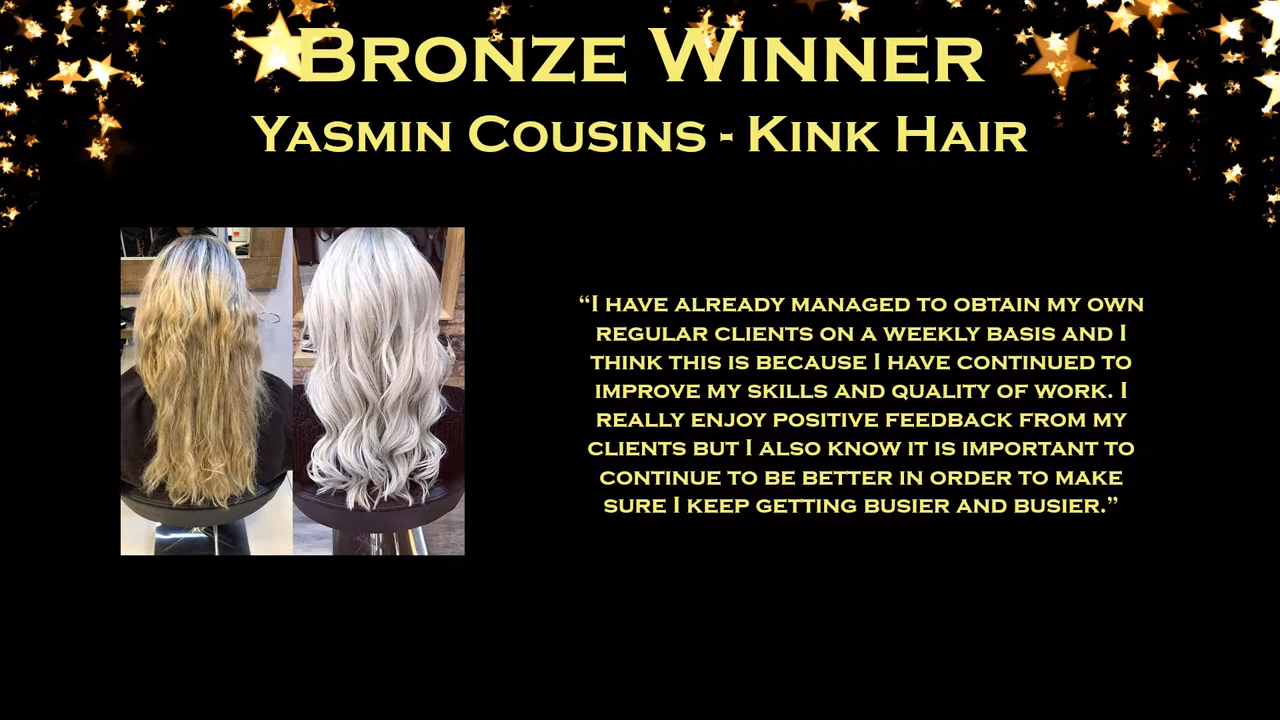 Bronze Winner
Yasmin Cousins - Kink Hair
“I have already managed to obtain my own
regular clients on a weekly basis and I
think this is because I have continued to
improve my skills and quality of work. I
really enjoy positive feedback from my
clients but I also know it is important to
continue to be better in order to make
sure I keep getting busier and busier.”